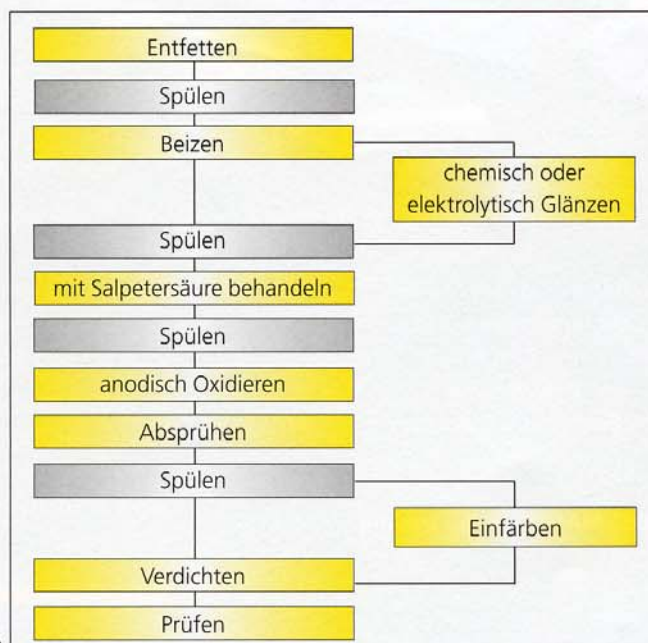 Entfetten
Spülen
Beizen
chemisch oder
elektrolytisch Glänzen
Spülen
mit Salpetersäure behandeln
Spülen
anodisch Oxidieren
Absprühen
Spülen
Einfärben
Verdichten
Prüfen